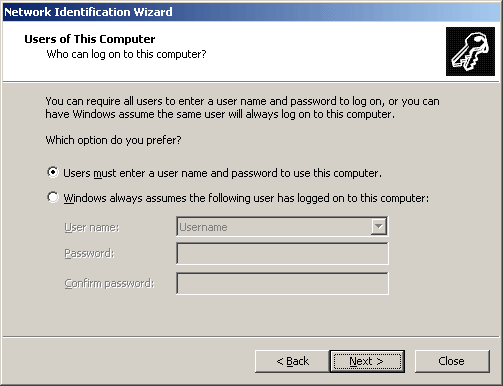 Network Identification Wizard
Users of This Computer
Who can log on to this computer?
You can require all users to enter a user name and password to log on, or you can
have Windows assume the same user will always log on to this computer.
Which option do you prefer?
Users must enter a user name and password to use this computer.
Windows always assumes the following user has logged on to this computer:
User name:
Username
Password:
Confirm password:
< Back
Next >
Close